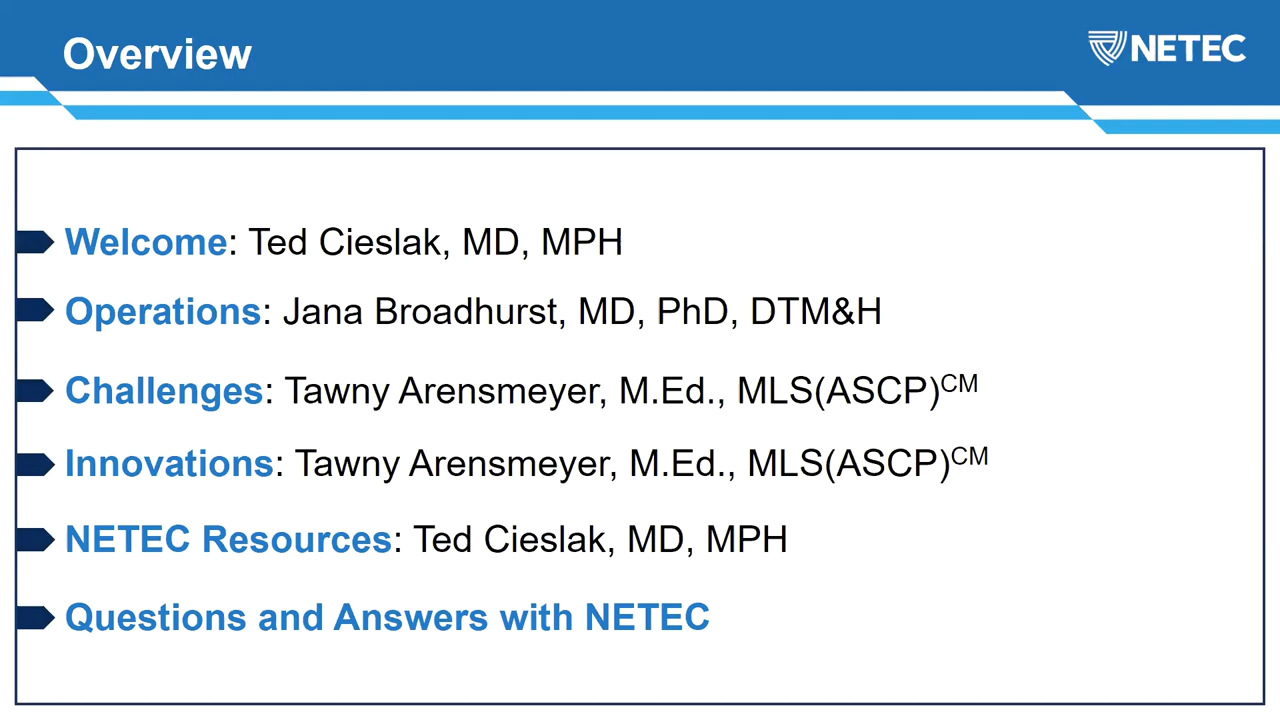 Overview
NETEC
Welcome: Ted Cieslak, MD, MPH
Operations: Jana Broadhurst, MD, PhD, DTM&H
Challenges: Tawny Arensmeyer, M.Ed., MLS(ASCP)CM
Innovations: Tawny Arensmeyer, M.Ed., MLS(ASCP)CM
NETEC Resources: Ted Cieslak, MD, MPH
Questions and Answers with NETEC